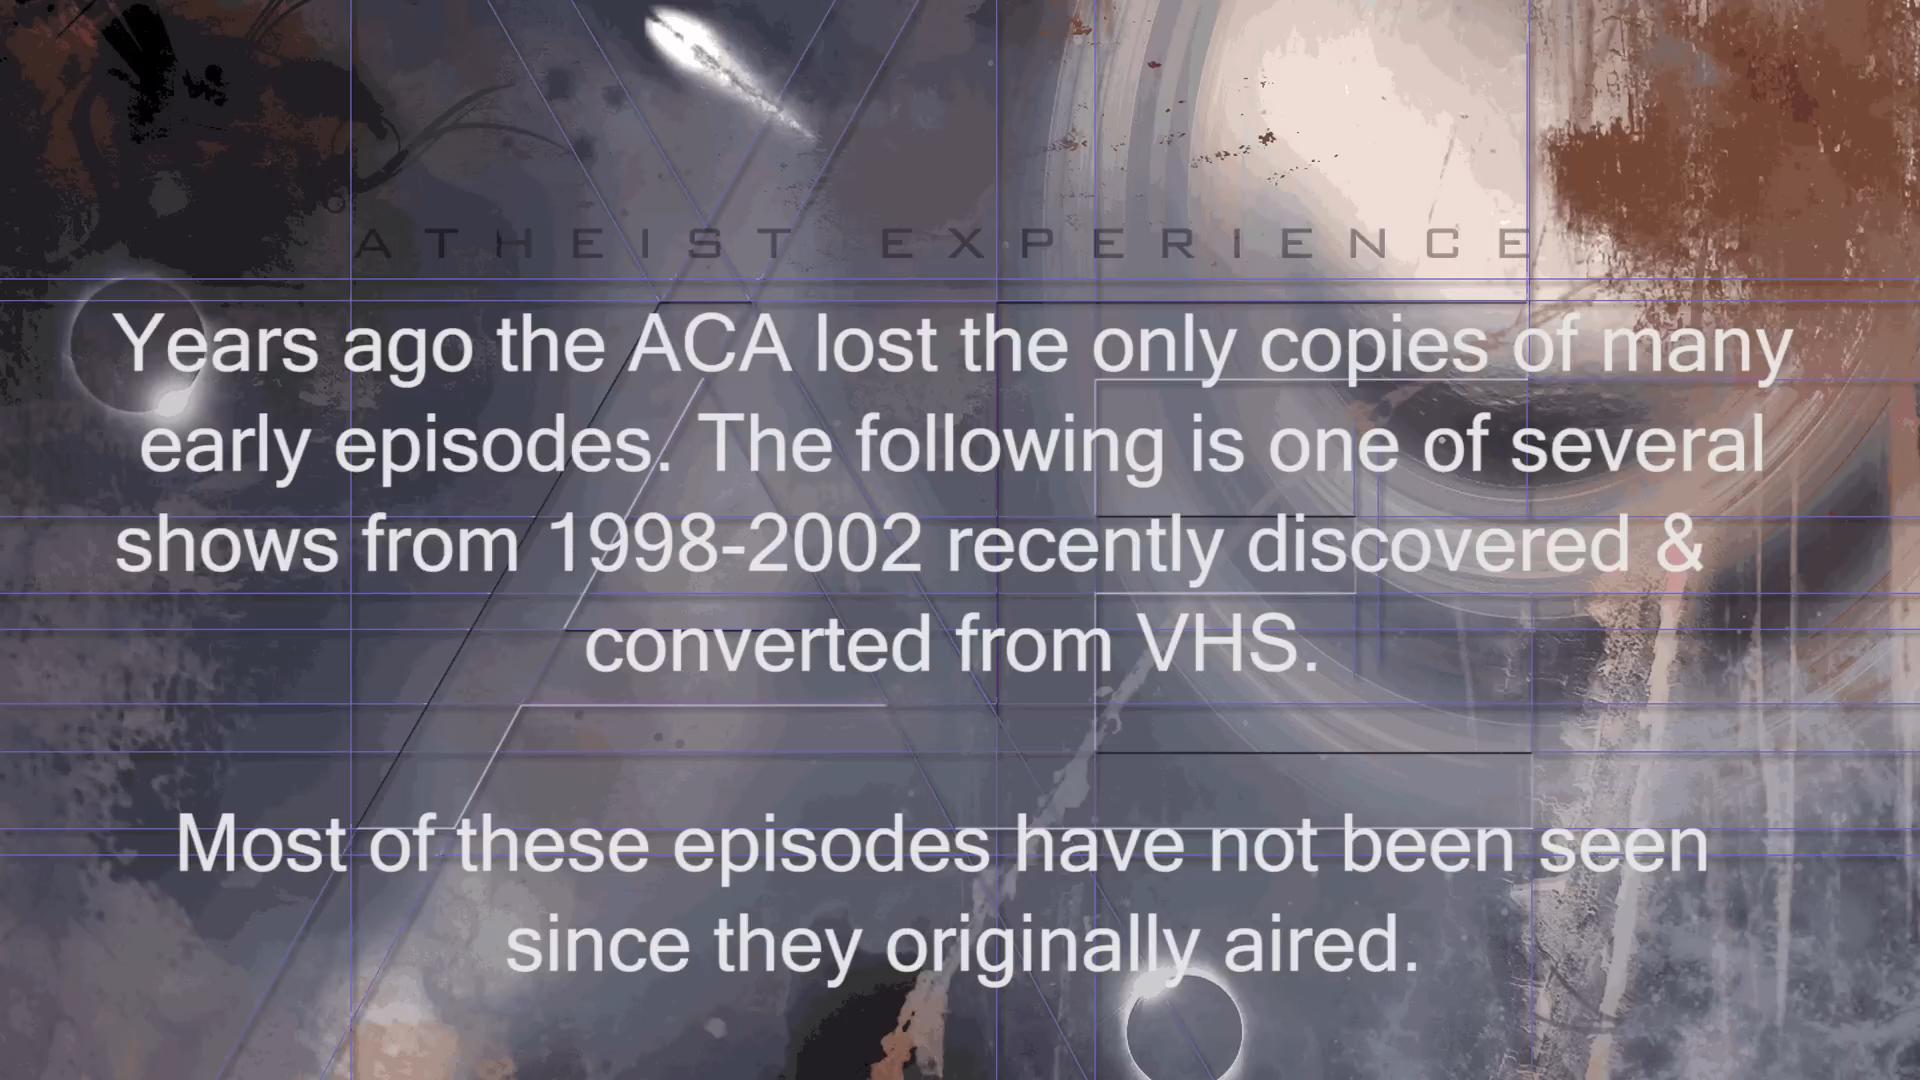 ATHEIST EXPERIENCE
Years ago the ACA lost the only copies of many
early episodes. The following is one of several
shows from 1998-2002 recently discovered &
converted from VHS.
Most of these episodes have not been seen
since they originally aired.